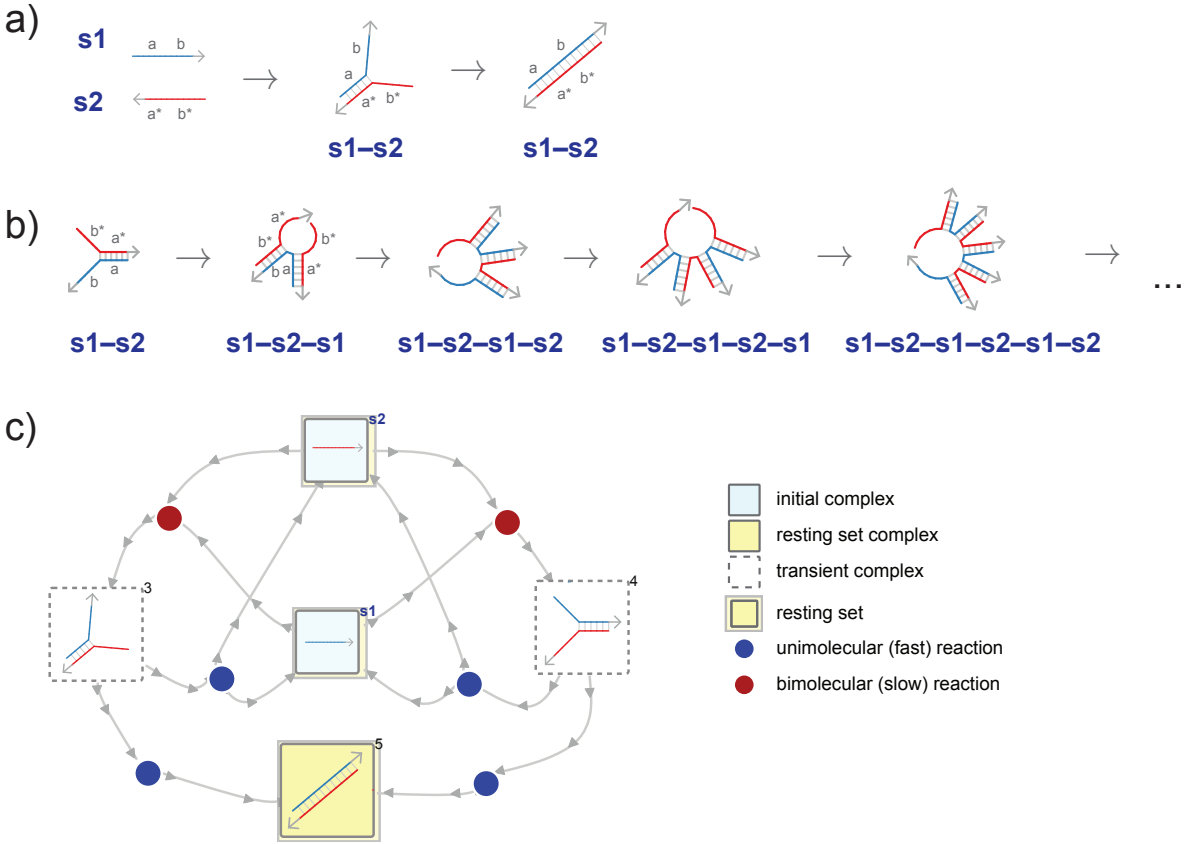 a)
s1
a b
s2
a* b*
b
a
a*
b*
s1–s2
b
a
b*
a*
s1–s2
b)
b*
a*
a
b
s1–s2
a*
b*
b*
b
a
a*
s1–s2–s1
s1–s2–s1–s2
s1–s2–s1–s2–s1
s1–s2–s1–s2–s1–s2
...
c)
s2
3
4
s1
5
initial complex
resting set complex
transient complex
resting set
unimolecular (fast) reaction
bimolecular (slow) reaction